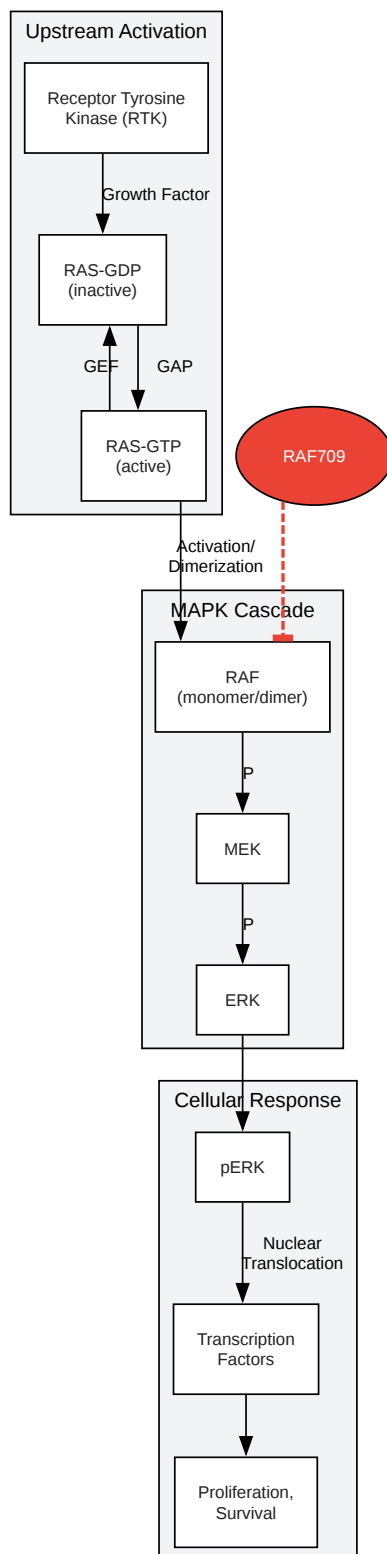 Upstream Activation
Receptor Tyrosine
Kinase (RTK)
Growth Factor
RAS-GDP
(inactive)
GEF
GAP
RAS-GTP
(active)
RAF709
Activation/
Dimerization
MAPK Cascade
RAF
(monomer/dimer)
P
MEK
P
ERK
Cellular Response
pERK
Nuclear
Translocation
Transcription
Factors
Proliferation,
Survival